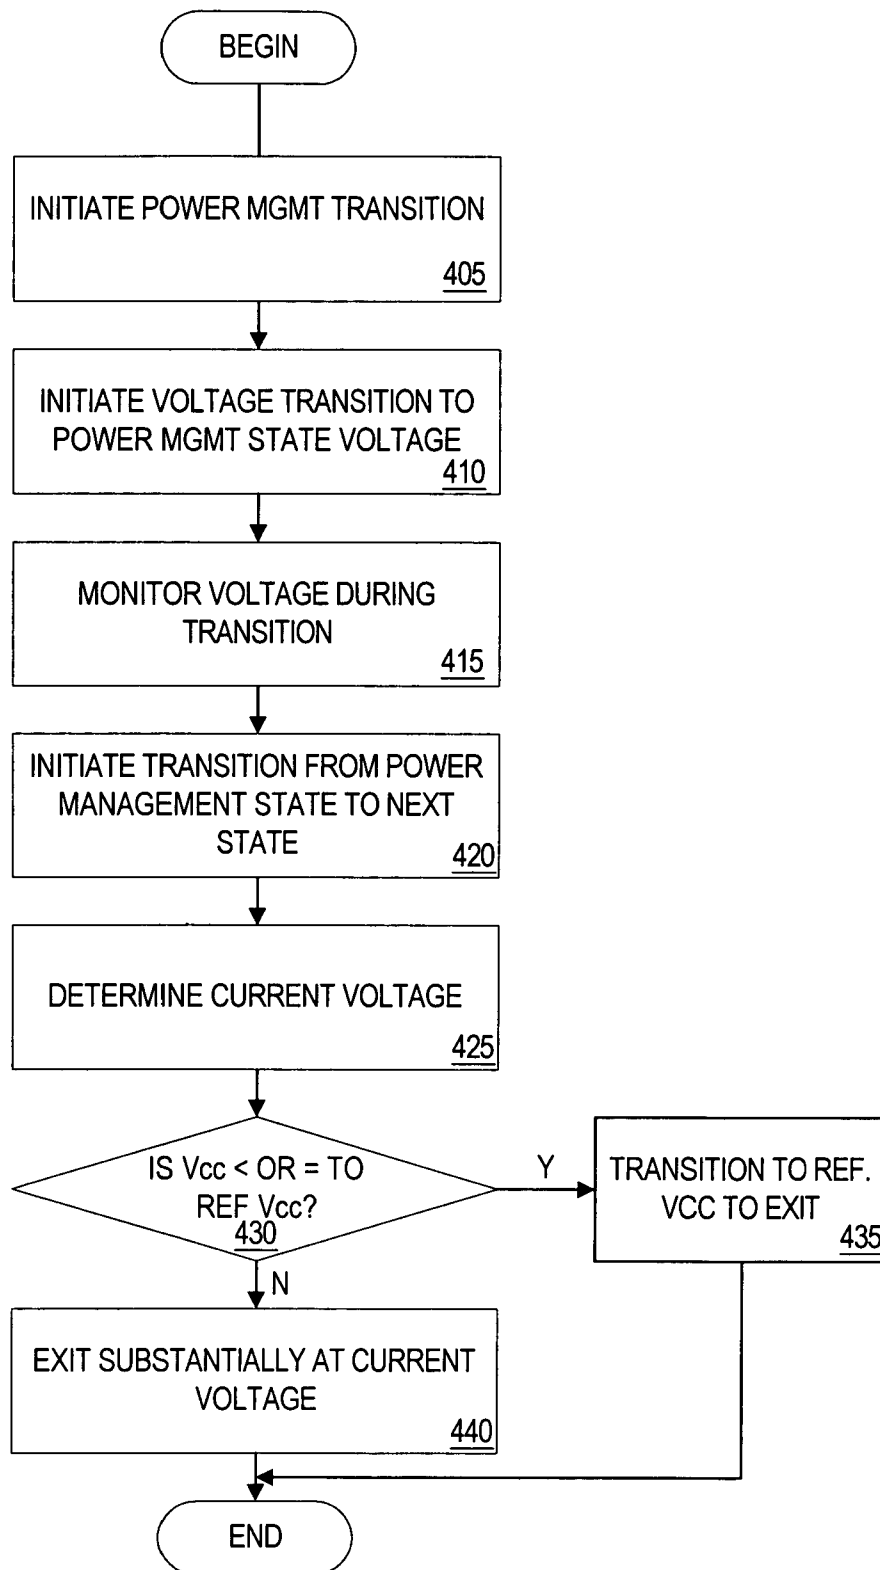 BEGIN
INITIATE POWER MGMT TRANSITION
405
INITIATE VOLTAGE TRANSITION TO
POWER MGMT STATE VOLTAGE
410
MONITOR VOLTAGE DURING
TRANSITION
415
INITIATE TRANSITION FROM POWER
MANAGEMENT STATE TO NEXT
STATE
420
DETERMINE CURRENT VOLTAGE
425
IS Vcc < OR = TO
REF Vcc?
430
Y
TRANSITION TO REF.
VCC TO EXIT
435
N
EXIT SUBSTANTIALLY AT CURRENT
VOLTAGE
440
END